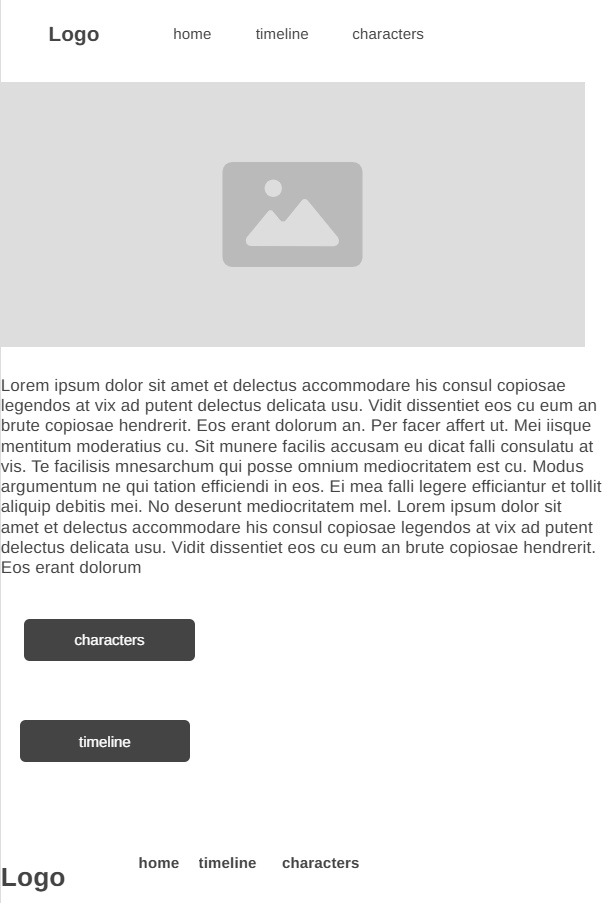 Logo home timeline characters
Lorem ipsum dolor sit amet et delectus accommodare his consul copiosae
legendos at vix ad putent delectus delicata usu. Vidit dissentiet eos cu eum an
brute copiosae hendrerit. Eos erant dolorum an. Per facer affert ut. Mei iisque
mentitum moderatius cu. Sit munere facilis accusam eu dicat falli consulatu at
vis. Te facilisis mnesarchum qui posse omnium mediocritatem est cu. Modus
argumentum ne qui tation efficiendi in eos. Ei mea falli legere efficiantur et tollit
aliquip debitis mei. No deserunt mediocritatem mel. Lorem ipsum dolor sit
amet et delectus accommodare his consul copiosae legendos at vix ad putent
delectus delicata usu. Vidit dissentiet eos cu eum an brute copiosae hendrerit.
Eos erant dolorum
characters
timeline
home timeline characters
Logo